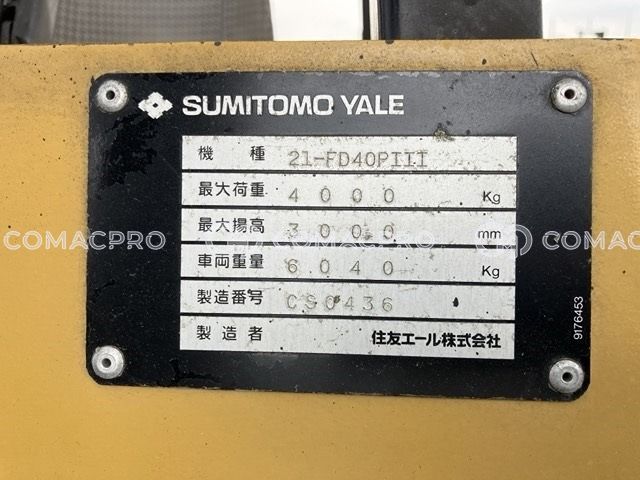 SUMITOMO YALE
機 種 21-FD40PIII
最大荷重 4000 Kg
最大揚高 3000 mm
COMACPRO COMACPRO COMACPRO
車両重量 6040 Kg
製造番号 CS0436
製造者 住友エール株式会社
9176453